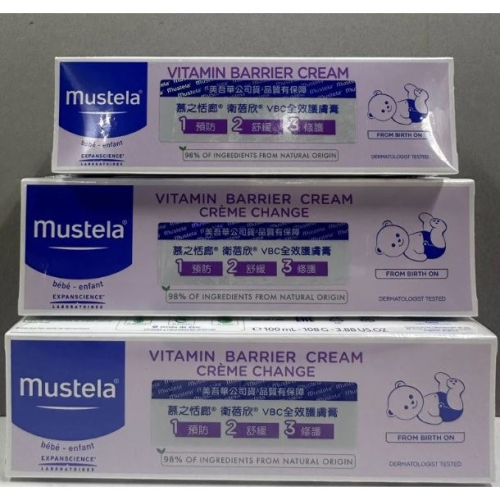 VITAMIN BARRIER CREAM
美吾華公司貨‧品質有保障
mustela®
慕之恬廊® 衛蓓欣® VBC全效護膚膏
1 預防 2 舒緩 3 修護
bébé - enfant
EXPANSCIENCE®
LABORATOIRES
FROM BIRTH ON
98% OF INGREDIENTS FROM NATURAL ORIGIN
DERMATOLOGIST TESTED
VITAMIN BARRIER CREAM
CRÈME CHANGE
美吾華公司貨‧品質有保障
mustela®
慕之恬廊® 衛蓓欣® VBC全效護膚膏
1 預防 2 舒緩 3 修護
bébé - enfant
EXPANSCIENCE®
LABORATOIRES
FROM BIRTH ON
98% OF INGREDIENTS FROM NATURAL ORIGIN
DERMATOLOGIST TESTED
℮ 100 mL - 108 G - 3.88 US.OZ
VITAMIN BARRIER CREAM
CRÈME CHANGE
美吾華公司貨‧品質有保障
mustela®
慕之恬廊® 衛蓓欣® VBC全效護膚膏
1 預防 2 舒緩 3 修護
bébé - enfant
EXPANSCIENCE®
LABORATOIRES
FROM BIRTH ON
98% OF INGREDIENTS FROM NATURAL ORIGIN
DERMATOLOGIST TESTED